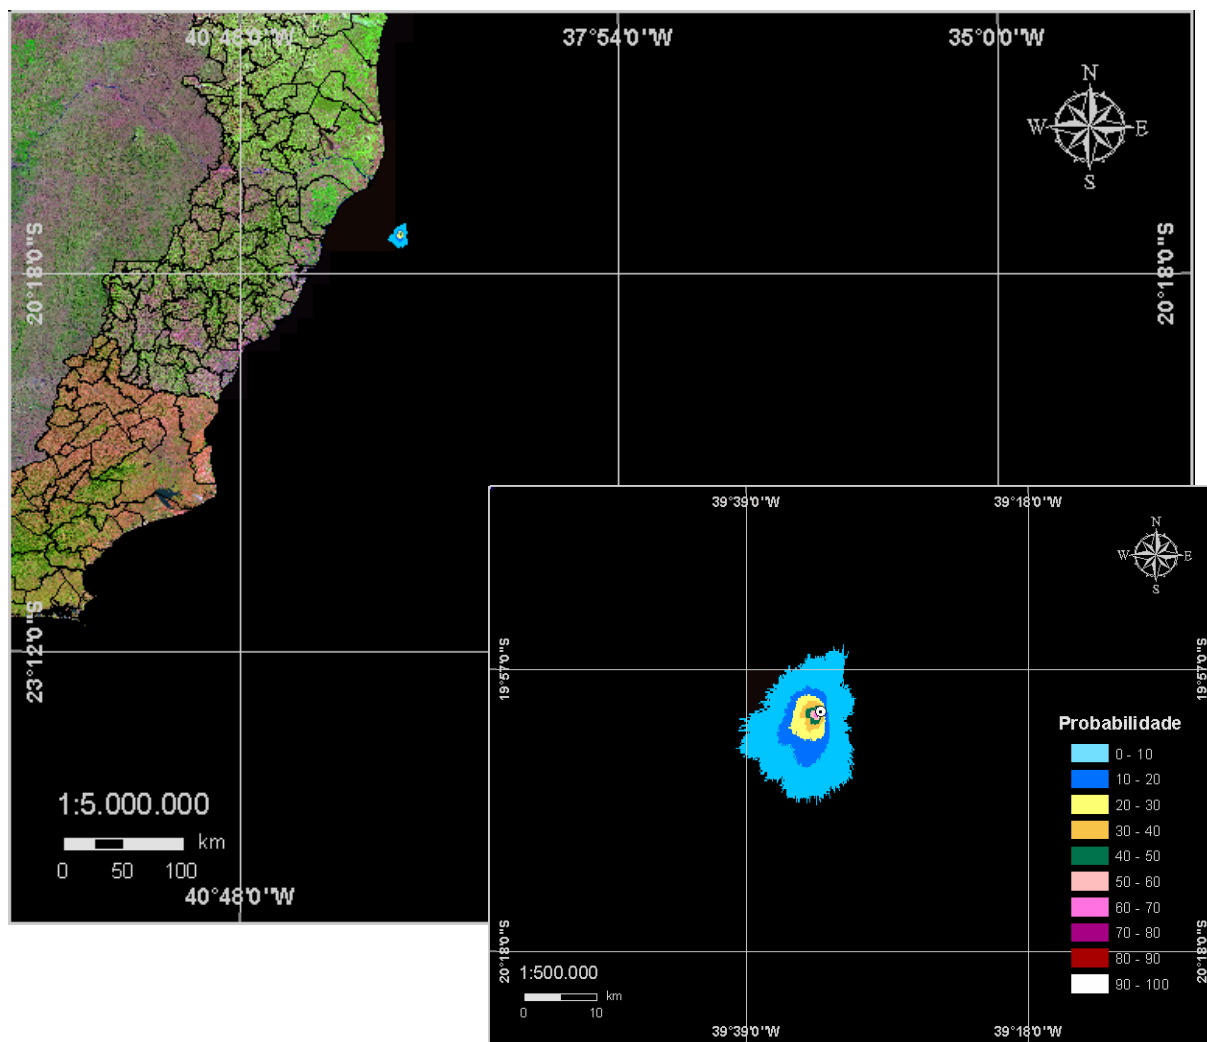 40°48'0"W
37°54'0"W
35°0'0"W
N
W
E
S
20°18'0"S
20°18'0"S
23°12'0"S
1:5.000.000
km
0
50
100
40°48'0"W
39°39'0"W
39°18'0"W
N
W
E
S
19°57'0"S
19°57'0"S
Probabilidade
0 - 10
10 - 20
20 - 30
30 - 40
40 - 50
50 - 60
60 - 70
70 - 80
80 - 90
90 - 100
20°18'0"S
20°18'0"S
1:500.000
km
0
10
39°39'0"W
39°18'0"W